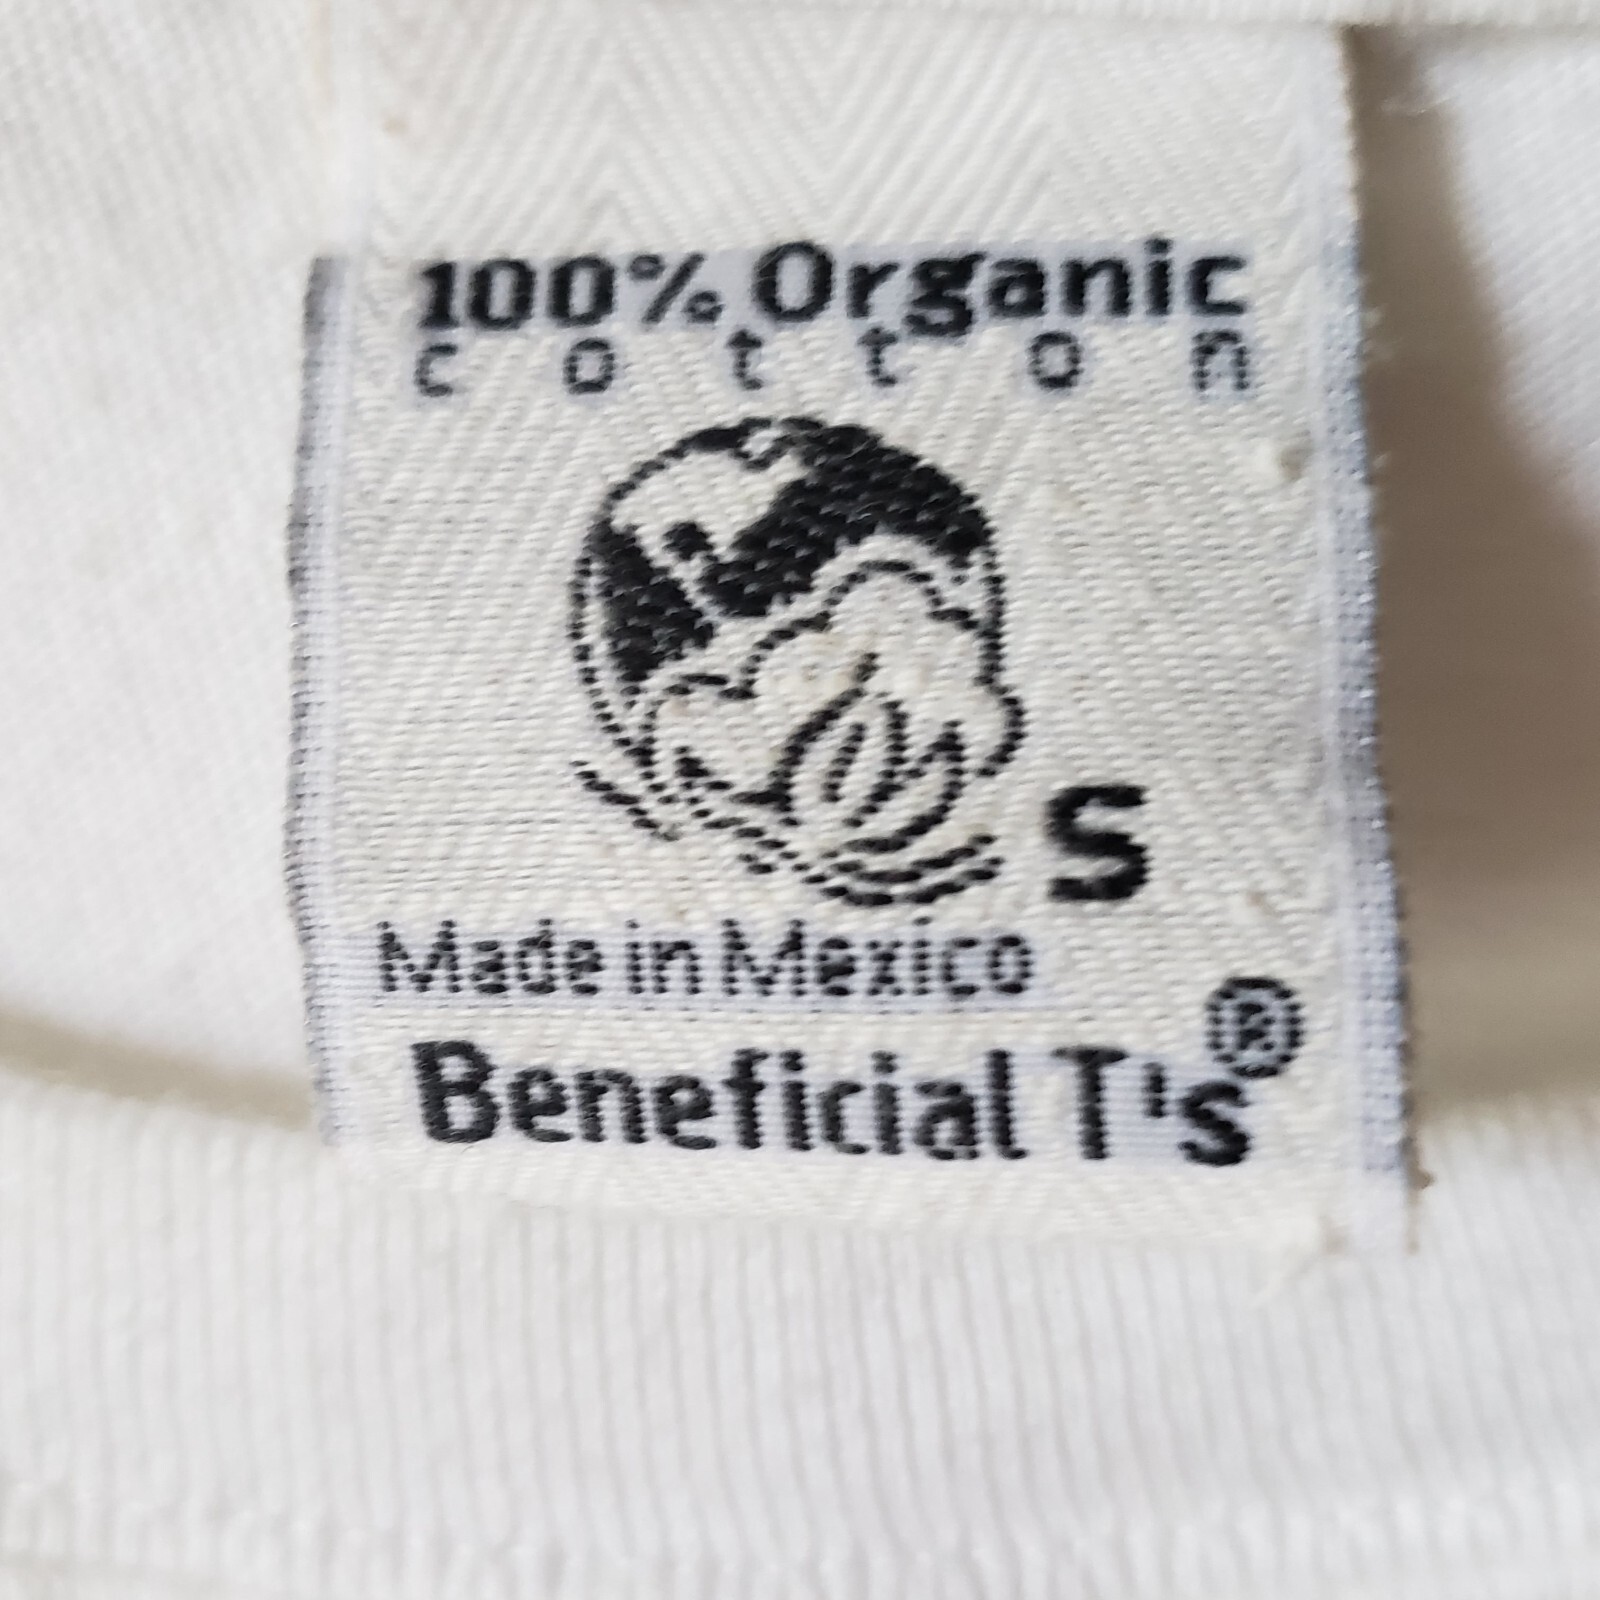 100% Organic
cotton
S
Made in Mexico
Beneficial T's®